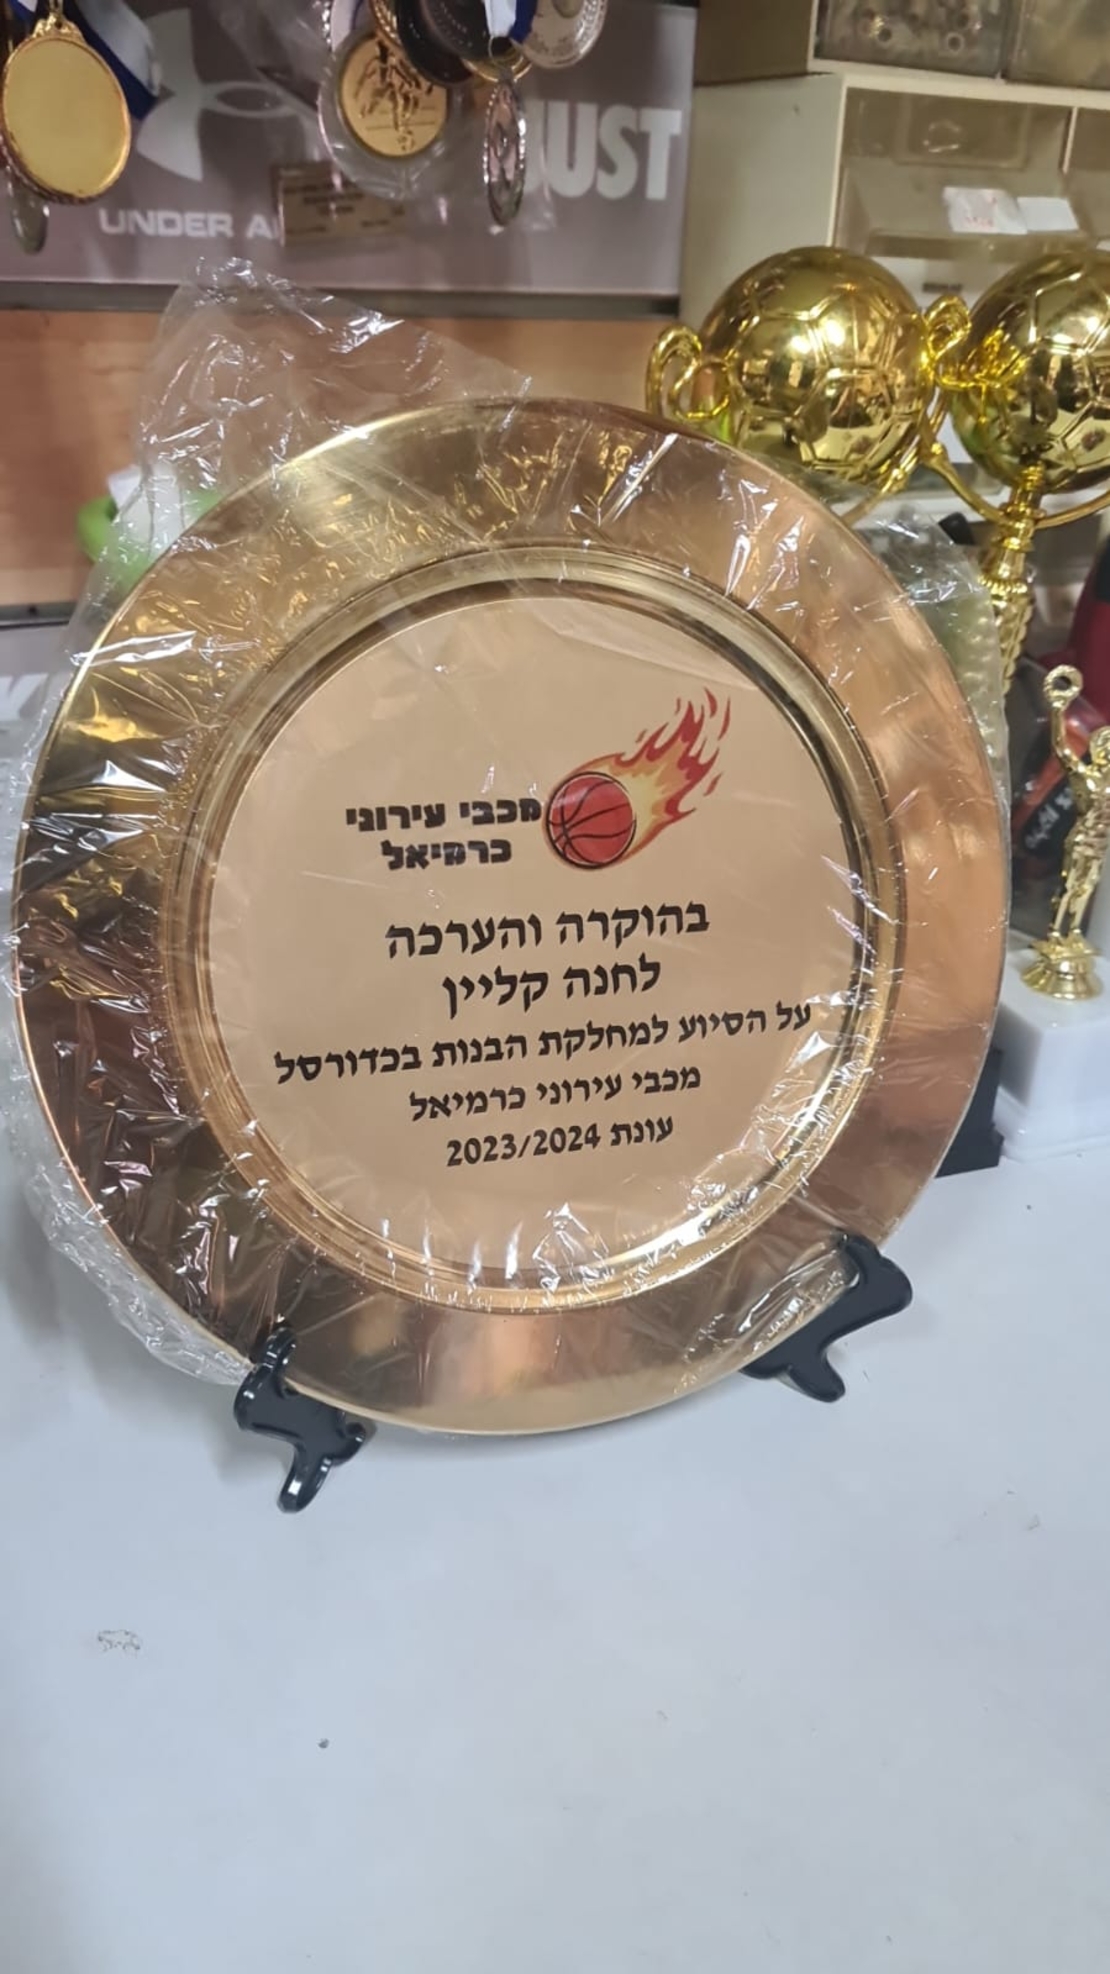 UNDER A
JUST
מכבי עירוני
כרמיאל
בהוקרה והערכה
לחנה קליין
על הסיוע למחלקת הבנות בכדורסל
מכבי עירוני כרמיאל
עונת 2023/2024